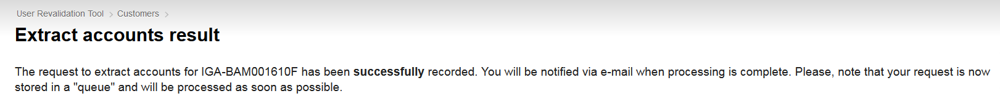 User Revalidation Tool > Customers >
Extract accounts result
The request to extract accounts for IGA-BAM001610F has been successfully recorded. You will be notified via e-mail when processing is complete. Please, note that your request is now
stored in a "queue" and will be processed as soon as possible.